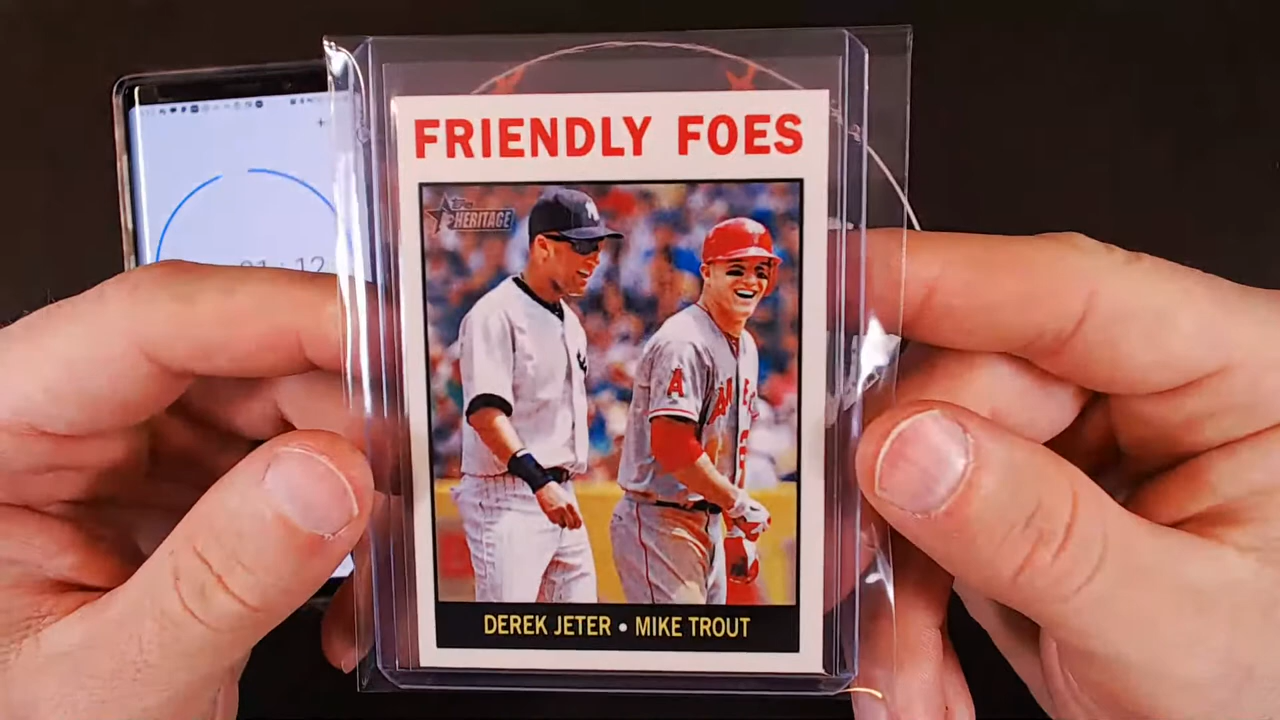 FRIENDLY FOES
Topps
HERITAGE
A
DEREK JETER • MIKE TROUT